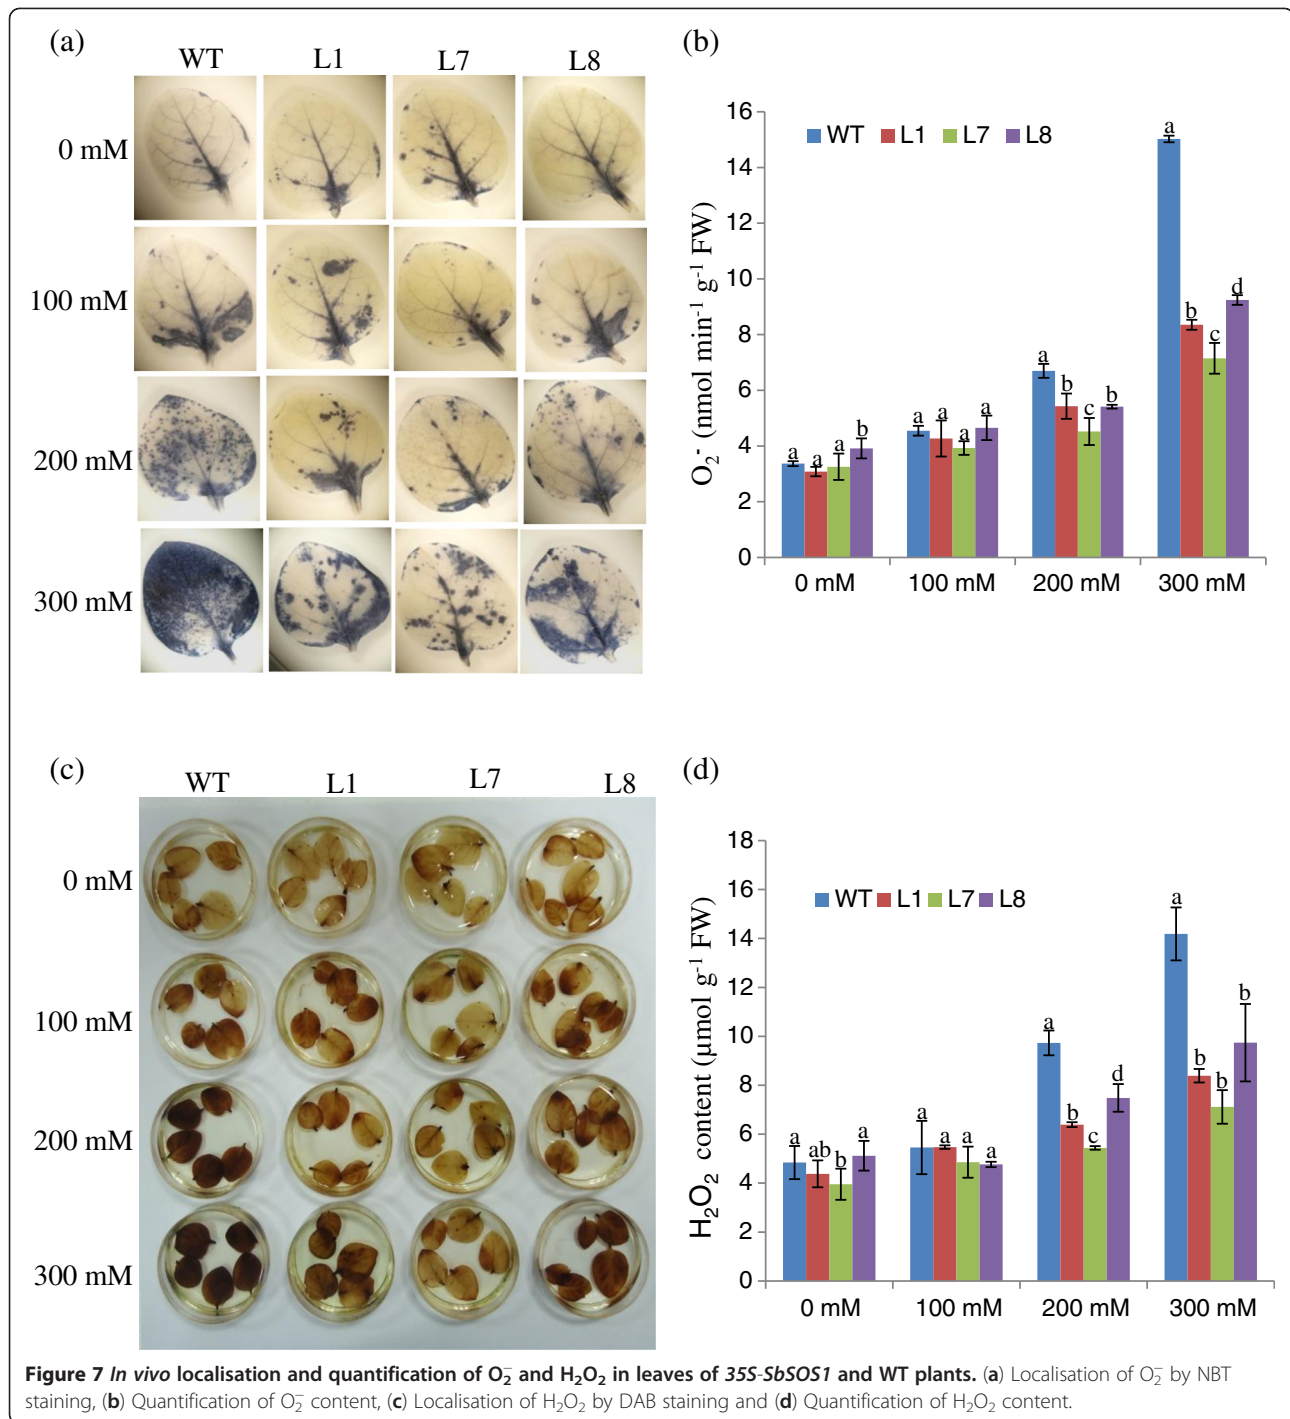 (a)
WT L1 L7 L8
0 mM
100 mM
200 mM
300 mM
(b)
O₂⁻ (nmol min⁻¹ g⁻¹ FW)
16
14
12
10
8
6
4
2
0
WT L1 L7 L8
a a a b
a a a a
a b c b
a b c d
0 mM 100 mM 200 mM 300 mM
(c)
WT L1 L7 L8
0 mM
100 mM
200 mM
300 mM
(d)
H₂O₂ content (µmol g⁻¹ FW)
18
16
14
12
10
8
6
4
2
0
WT L1 L7 L8
a ab b a
a a a a
a b c d
a b b b
0 mM 100 mM 200 mM 300 mM
Figure 7 In vivo localisation and quantification of O₂⁻ and H₂O₂ in leaves of 35S-SbSOS1 and WT plants. (a) Localisation of O₂⁻ by NBT
staining, (b) Quantification of O₂⁻ content, (c) Localisation of H₂O₂ by DAB staining and (d) Quantification of H₂O₂ content.